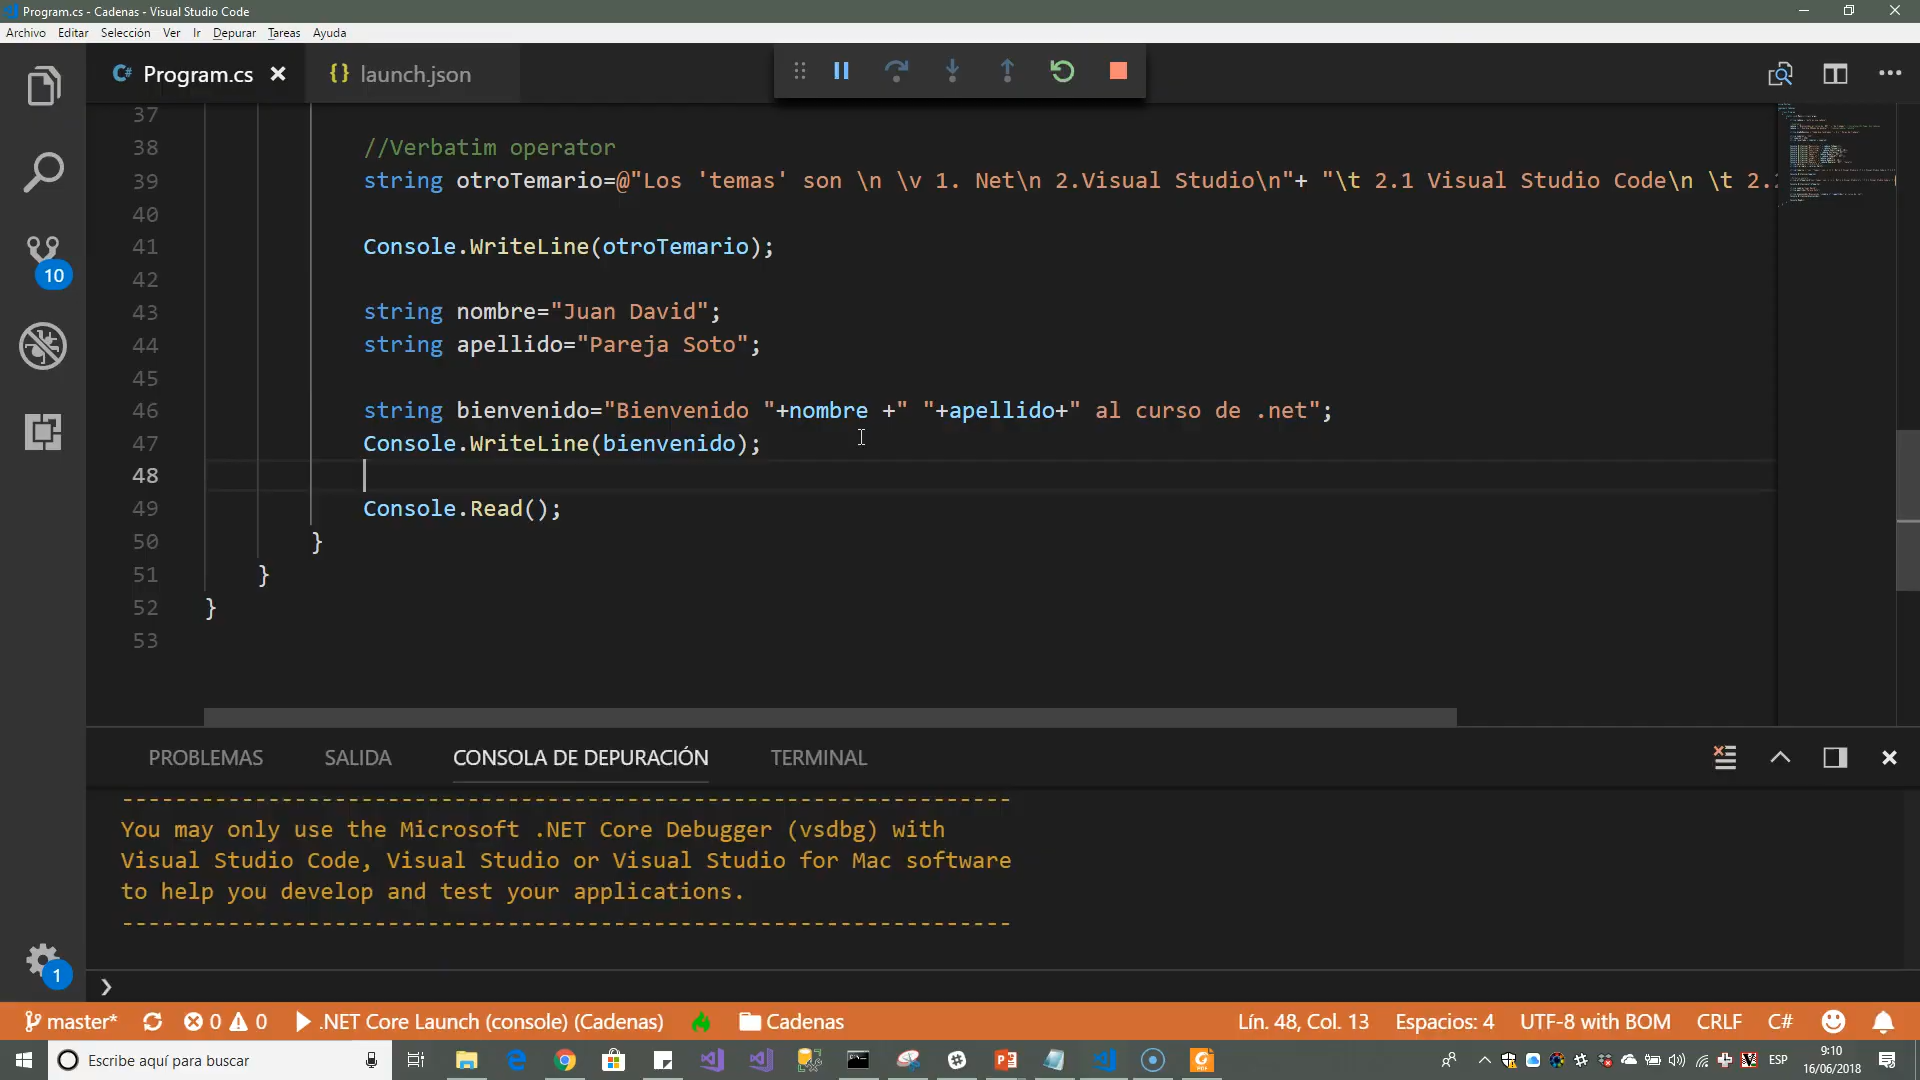 Program.cs - Cadenas - Visual Studio Code
Archivo Editar Selección Ver Ir Depurar Tareas Ayuda
Program.cs launch.json
37
38 //Verbatim operator
39 string otroTemario=@"Los 'temas' son \n \v 1. Net\n 2.Visual Studio\n"+ "\t 2.1 Visual Studio Code\n \t 2.
40
41 Console.WriteLine(otroTemario);
42
43 string nombre="Juan David";
44 string apellido="Pareja Soto";
45
46 string bienvenido="Bienvenido "+nombre +" "+apellido+" al curso de .net";
47 Console.WriteLine(bienvenido);
48
49 Console.Read();
50 }
51 }
52 }
53
10
PROBLEMAS SALIDA CONSOLA DE DEPURACIÓN TERMINAL
-------------------------------------------------------------------
You may only use the Microsoft .NET Core Debugger (vsdbg) with
Visual Studio Code, Visual Studio or Visual Studio for Mac software
to help you develop and test your applications.
-------------------------------------------------------------------
1
master* 0 0 .NET Core Launch (console) (Cadenas) Cadenas Lín. 48, Col. 13 Espacios: 4 UTF-8 with BOM CRLF C#
Escribe aquí para buscar ESP 9:10
16/06/2018